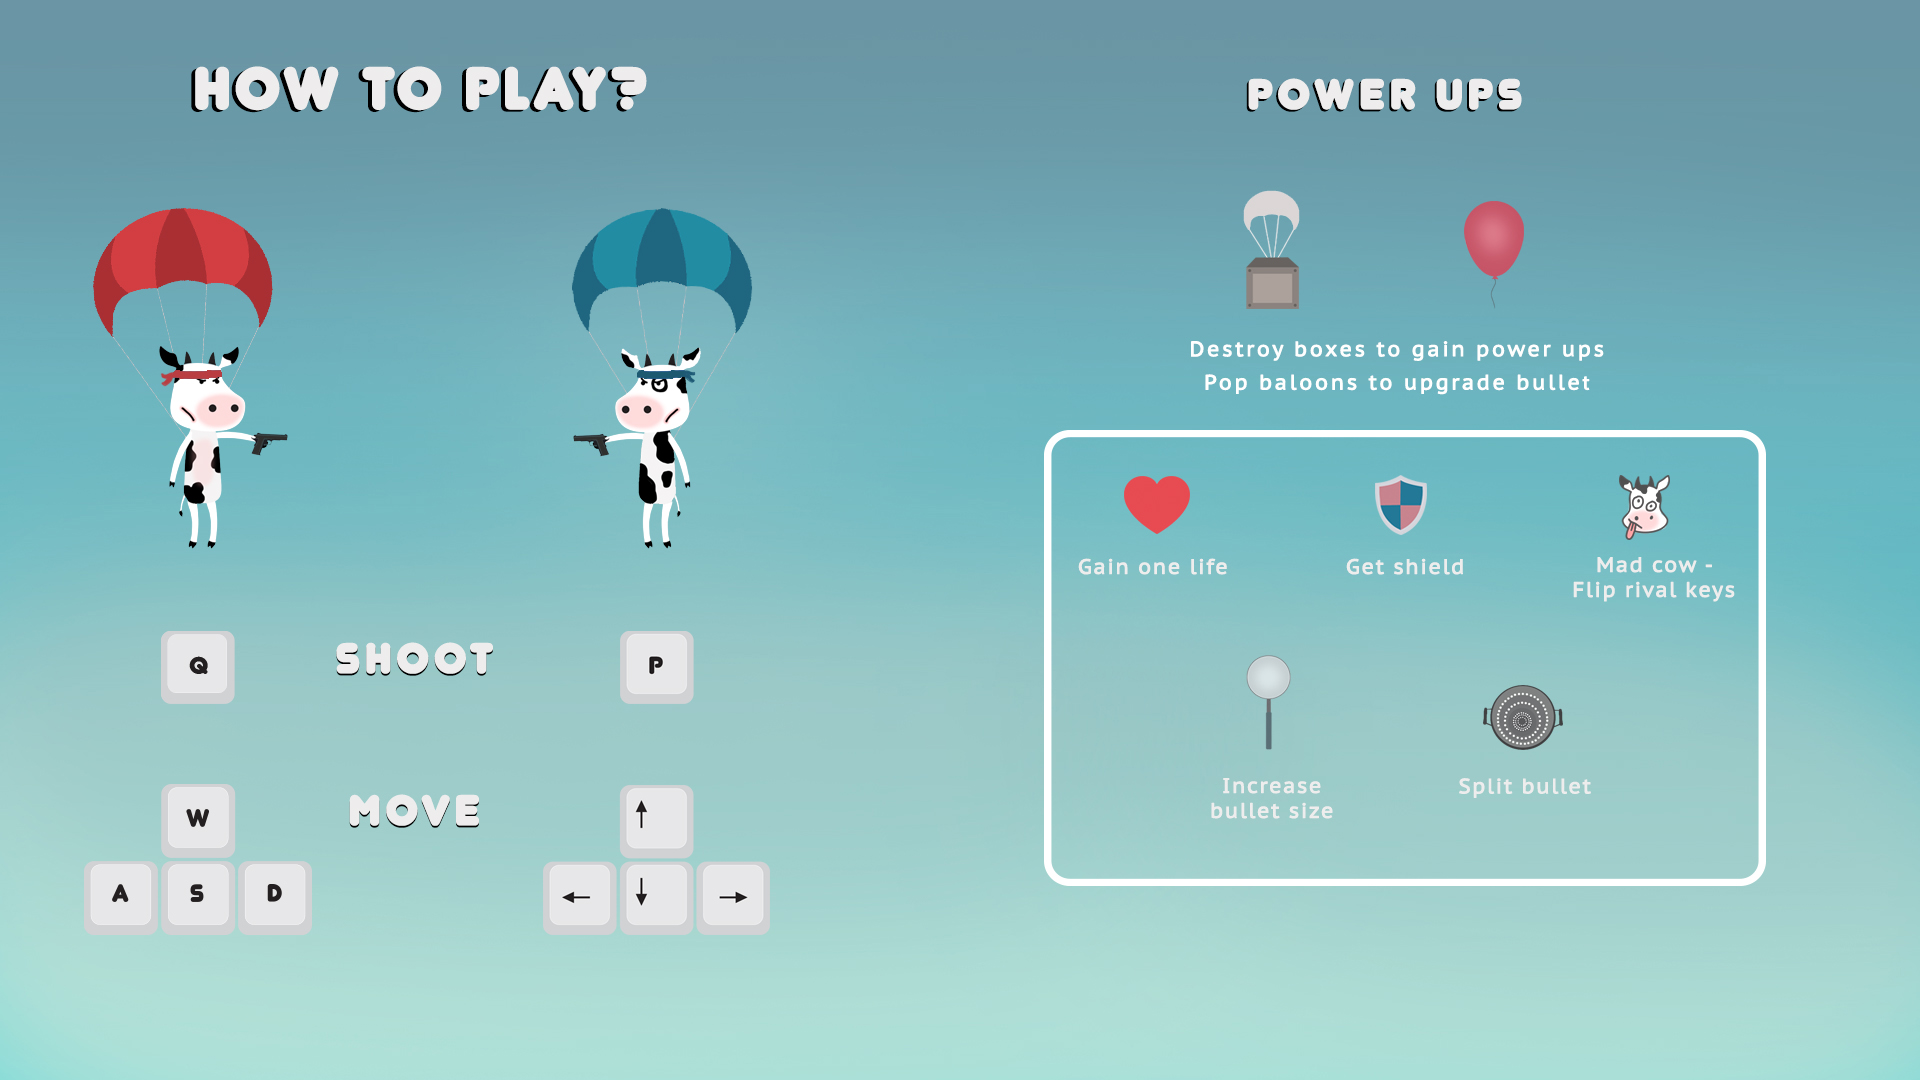 HOW TO PLAY?
SHOOT
Q
P
MOVE
W
↑
A
S
D
←
↓
→
POWER UPS
Destroy boxes to gain power ups
Pop baloons to upgrade bullet
Gain one life
Get shield
Mad cow -
Flip rival keys
Increase
bullet size
Split bullet